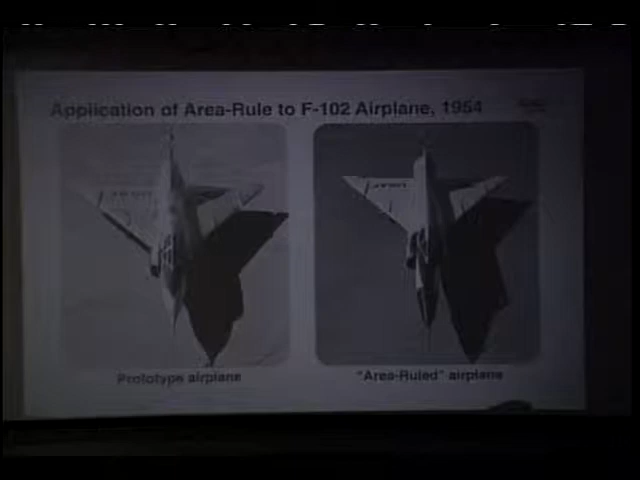 Application of Area-Rule to F-102 Airplane, 1954
Prototype airplane
"Area-Ruled" airplane